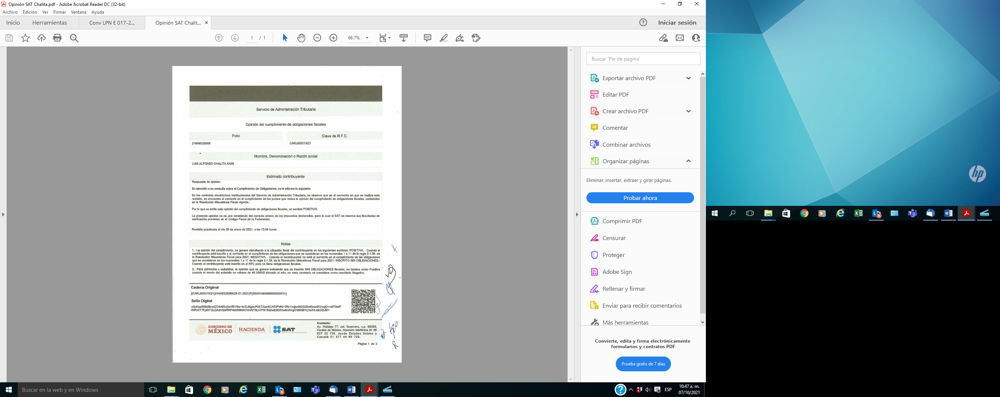 Opinión SAT Chalita.pdf - Adobe Acrobat Reader DC (32-bit)
Archivo Edición Ver Firmar Ventana Ayuda
Inicio Herramientas Conv LPN E 017-2... Opinión SAT Chalit... × Iniciar sesión
1 / 1 66.7%
Servicio de Administración Tributaria
Opinión del cumplimiento de obligaciones fiscales
Folio Clave de R.F.C.
21NA6328088 CAKL620315IZ1
Nombre, Denominación o Razón social
LUIS ALFONSO CHALITA KAIM
Estimado contribuyente
Respuesta de opinión:
En atención a su consulta sobre el Cumplimiento de Obligaciones, se le informa lo siguiente:
En los controles electrónicos institucionales del Servicio de Administración Tributaria, se observa que en el momento en que se realiza esta
revisión, se encuentra al corriente en el cumplimiento de los puntos que revisa la opinión del cumplimiento de obligaciones fiscales, contenidos
en la Resolución Miscelánea Fiscal vigente.
Por lo que se emite esta opinión del cumplimiento de obligaciones fiscales, en sentido POSITIVO.
La presente opinión no es una constancia del correcto entero de los impuestos declarados, para lo cual el SAT se reserva sus facultades de
verificación previstas en el Código Fiscal de la Federación.
Revisión practicada el día 28 de enero de 2021, a las 13:04 horas
Notas
1.- La opinión del cumplimiento, se genera atendiendo a la situación fiscal del contribuyente en los siguientes sentidos: POSITIVA. - Cuando el
contribuyente está inscrito y al corriente en el cumplimiento de las obligaciones que se consideran en los numerales 1 a 11 de la regla 2.1.39. de
la Resolución Miscelánea Fiscal para 2021; NEGATIVA. - Cuando el contribuyente no esté al corriente en el cumplimiento de las obligaciones
que se consideran en los numerales 1 a 11 de la regla 2.1.39. de la Resolución Miscelánea Fiscal para 2021; INSCRITO SIN OBLIGACIONES.-
Cuando el contribuyente está inscrito en el RFC pero no tiene obligaciones fiscales.
2.- Para estímulos o subsidios, la opinión que se genere indicando que es Inscrito SIN OBLIGACIONES fiscales, se tomara como Positiva
cuando el monto del subsidio no rebase de 40 UMAS elevado al año, en caso contrario se considera como resultado Negativo.
Cadena Original
||CAKL620315IZ1|21NA6328088|28-01-2021|P||00001088888800000031||
Sello Digital
GOBIERNO DE MÉXICO HACIENDA SAT
Contacto:
Av. Hidalgo 77, col. Guerrero, c.p. 06300,
Ciudad de México. Atención telefónica 01 55
627 22 728, desde Estados Unidos y
Canadá 01 877 44 88 728.
Página 1 de 2
Buscar 'Pie de página'
Exportar archivo PDF
Editar PDF
Crear archivo PDF
Comentar
Combinar archivos
Organizar páginas
Eliminar, insertar, extraer y girar páginas.
Probar ahora
Comprimir PDF
Censurar
Proteger
Adobe Sign
Rellenar y firmar
Enviar para recibir comentarios
Más herramientas
Convierte, edita y firma electrónicamente
formularios y contratos PDF
Prueba gratis de 7 días
hp
Buscar en la web y en Windows
ESP
10:47 a. m.
07/10/2021